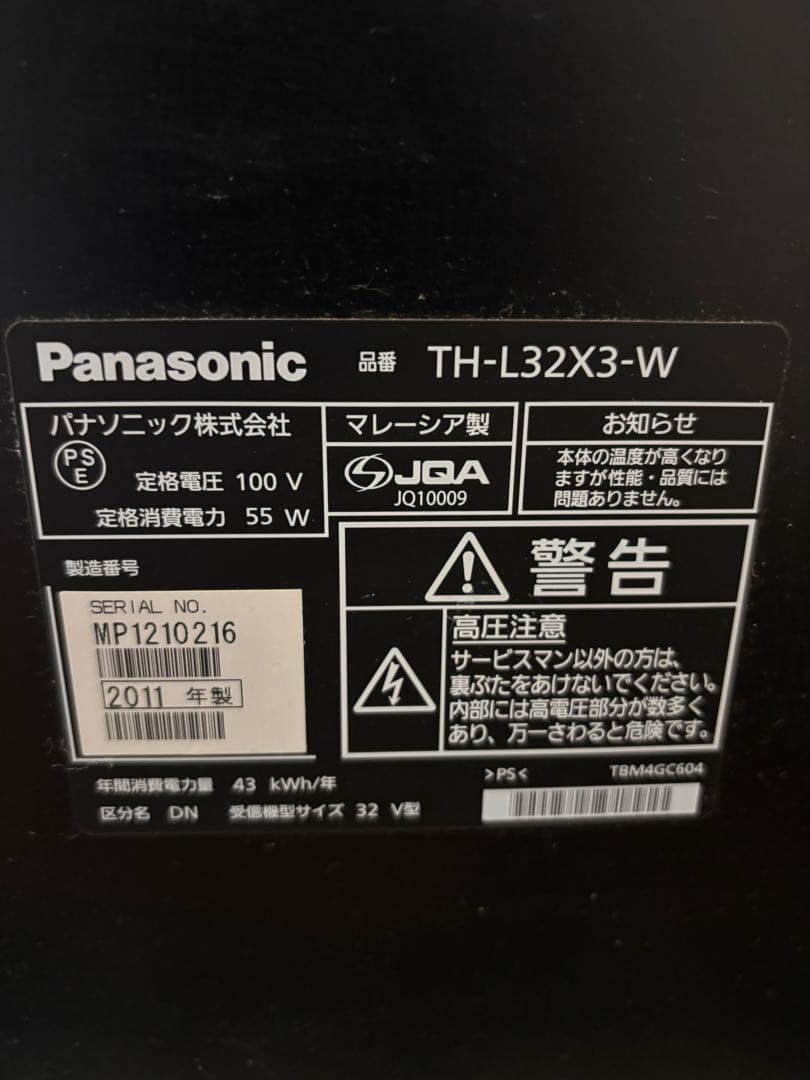 Panasonic 品番 TH-L32X3-W
パナソニック株式会社
PSE
定格電圧 100 V
定格消費電力 55 W
マレーシア製
JQA
JQ10009
お知らせ
本体の温度が高くなり
ますが性能・品質には
問題ありません。
製造番号
SERIAL NO.
MP1210216
2011 年製
警告
高圧注意
サービスマン以外の方は、
裏ぶたをあけないでください。
内部には高電圧部分が数多く
あり、万一さわると危険です。
年間消費電力量 43 kWh/年
区分名 DN 受信機型サイズ 32 V型
>PS<
TBM4GC604